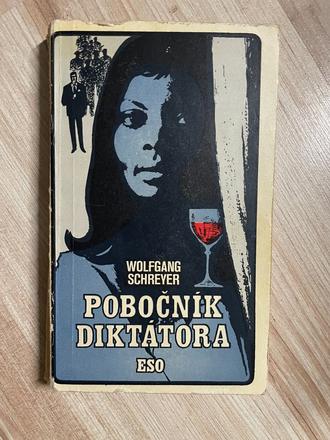 WOLFGANG
SCHREYER
POBOČNÍK
DIKTÁTORA
ESO